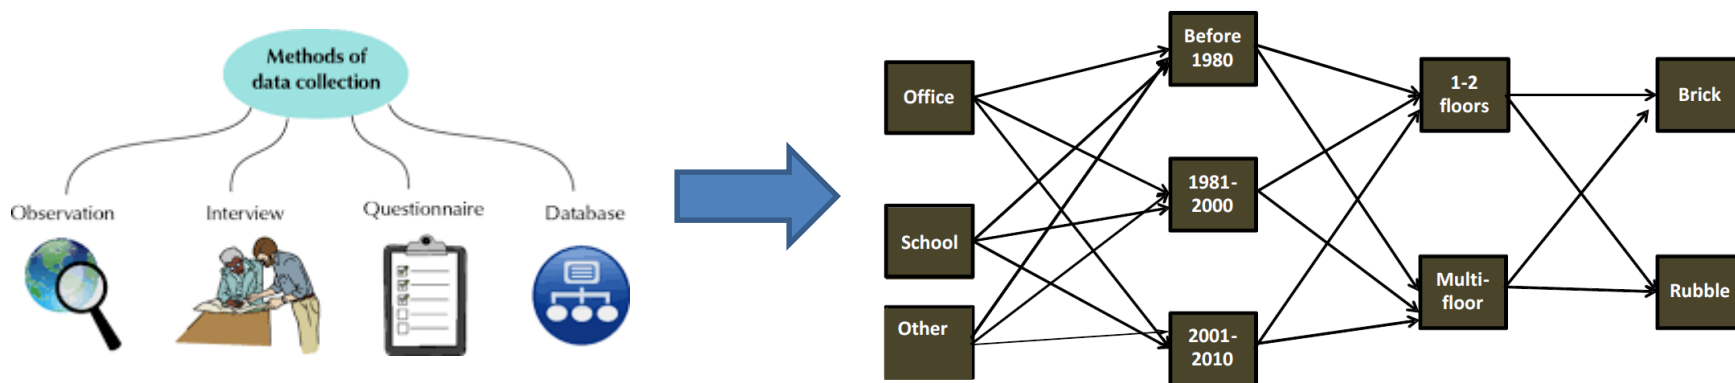 Methods of
data collection
Observation
Interview
Questionnaire
Database
Office
School
Other
Before
1980
1981-
2000
2001-
2010
1-2
floors
Multi-
floor
Brick
Rubble